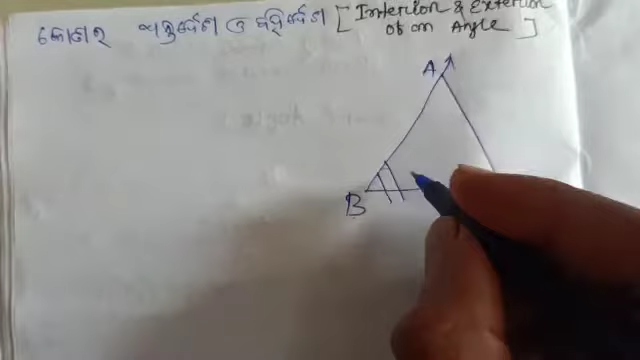 କୋଣର ଅନ୍ତର୍ଦେଶ ଓ ବହିର୍ଦେଶ [Interior & Exterior
of an Angle]
A
B